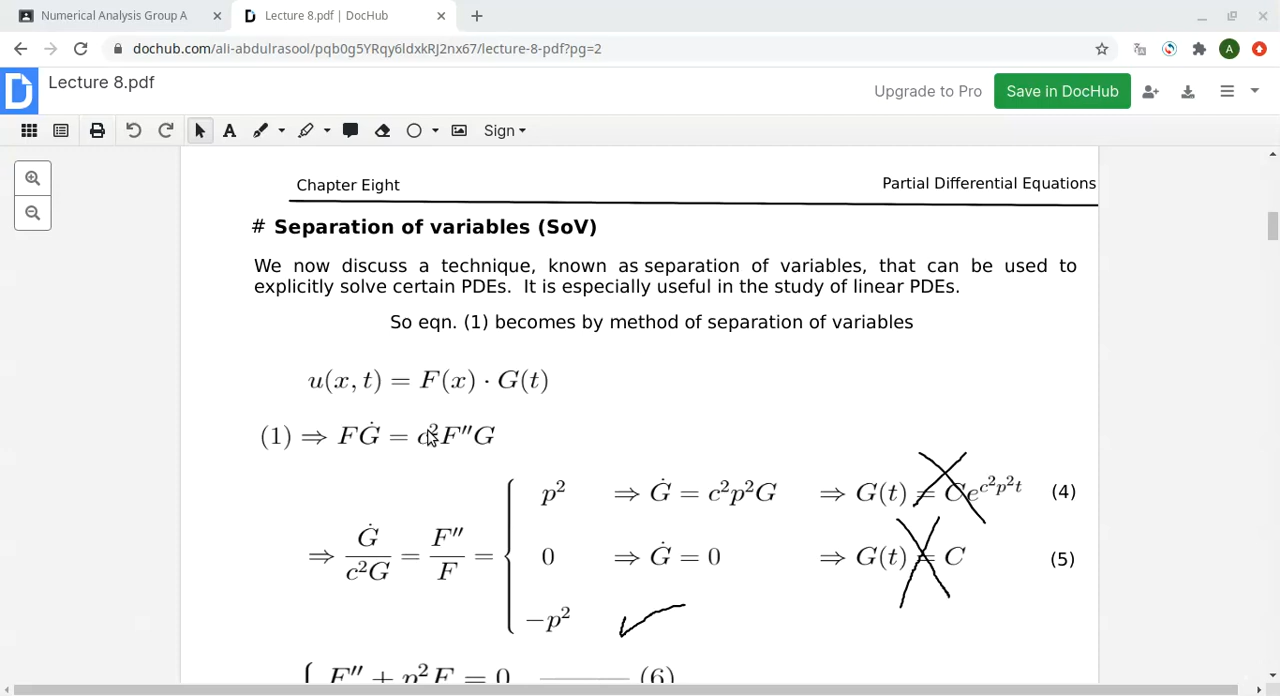 Numerical Analysis Group A
Lecture 8.pdf | DocHub
dochub.com/ali-abdulrasool/pqb0g5YRqy6ldxkRJ2nx67/lecture-8-pdf?pg=2
A
Lecture 8.pdf
Upgrade to Pro
Save in DocHub
A
Sign
Chapter Eight
Partial Differential Equations
# Separation of variables (SoV)
We now discuss a technique, known as separation of variables, that can be used to
explicitly solve certain PDEs. It is especially useful in the study of linear PDEs.
So eqn. (1) becomes by method of separation of variables
u(x, t) = F(x) · G(t)
(1) ⇒ FĠ = c²F″G
p² ⇒ Ġ = c²p²G ⇒ G(t) = Ce^{c²p²t} (4)
⇒ Ġ/c²G = F″/F = { 0 ⇒ Ġ = 0 ⇒ G(t) = C (5)
−p²
{ F″ + p²F = 0 ——— (6)